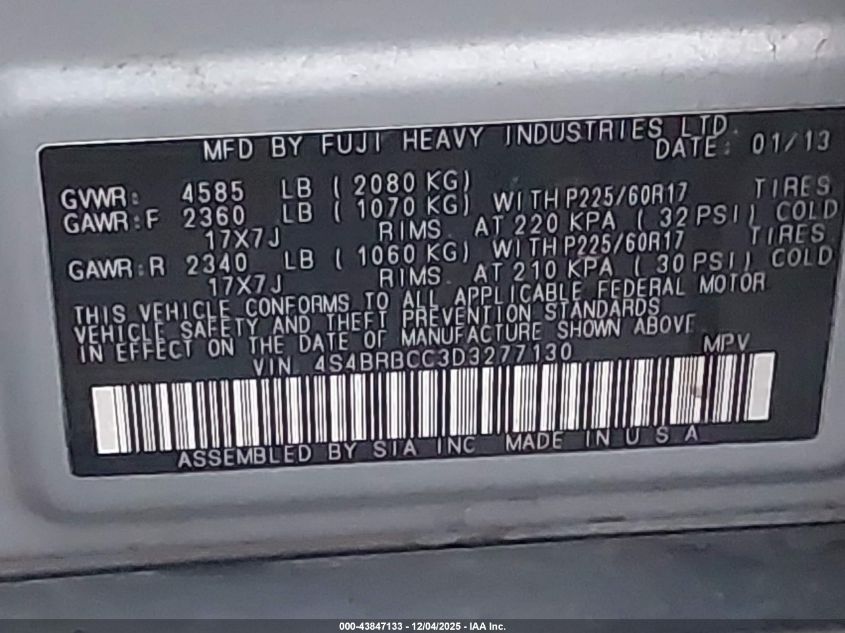 MFD BY FUJI HEAVY INDUSTRIES LTD.
DATE: 01/13
GVWR: 4585 LB ( 2080 KG)
GAWR:F 2360 LB ( 1070 KG) WITH P225/60R17 TIRES
17X7J RIMS AT 220 KPA ( 32 PSI) COLD
GAWR:R 2340 LB ( 1060 KG) WITH P225/60R17 TIRES
17X7J RIMS AT 210 KPA ( 30 PSI) COLD
THIS VEHICLE CONFORMS TO ALL APPLICABLE FEDERAL MOTOR
VEHICLE SAFETY AND THEFT PREVENTION STANDARDS
IN EFFECT ON THE DATE OF MANUFACTURE SHOWN ABOVE
VIN 4S4BRBCC3D3277130 MPV
ASSEMBLED BY SIA INC MADE IN U S A
000-43847133 - 12/04/2025 - IAA Inc.